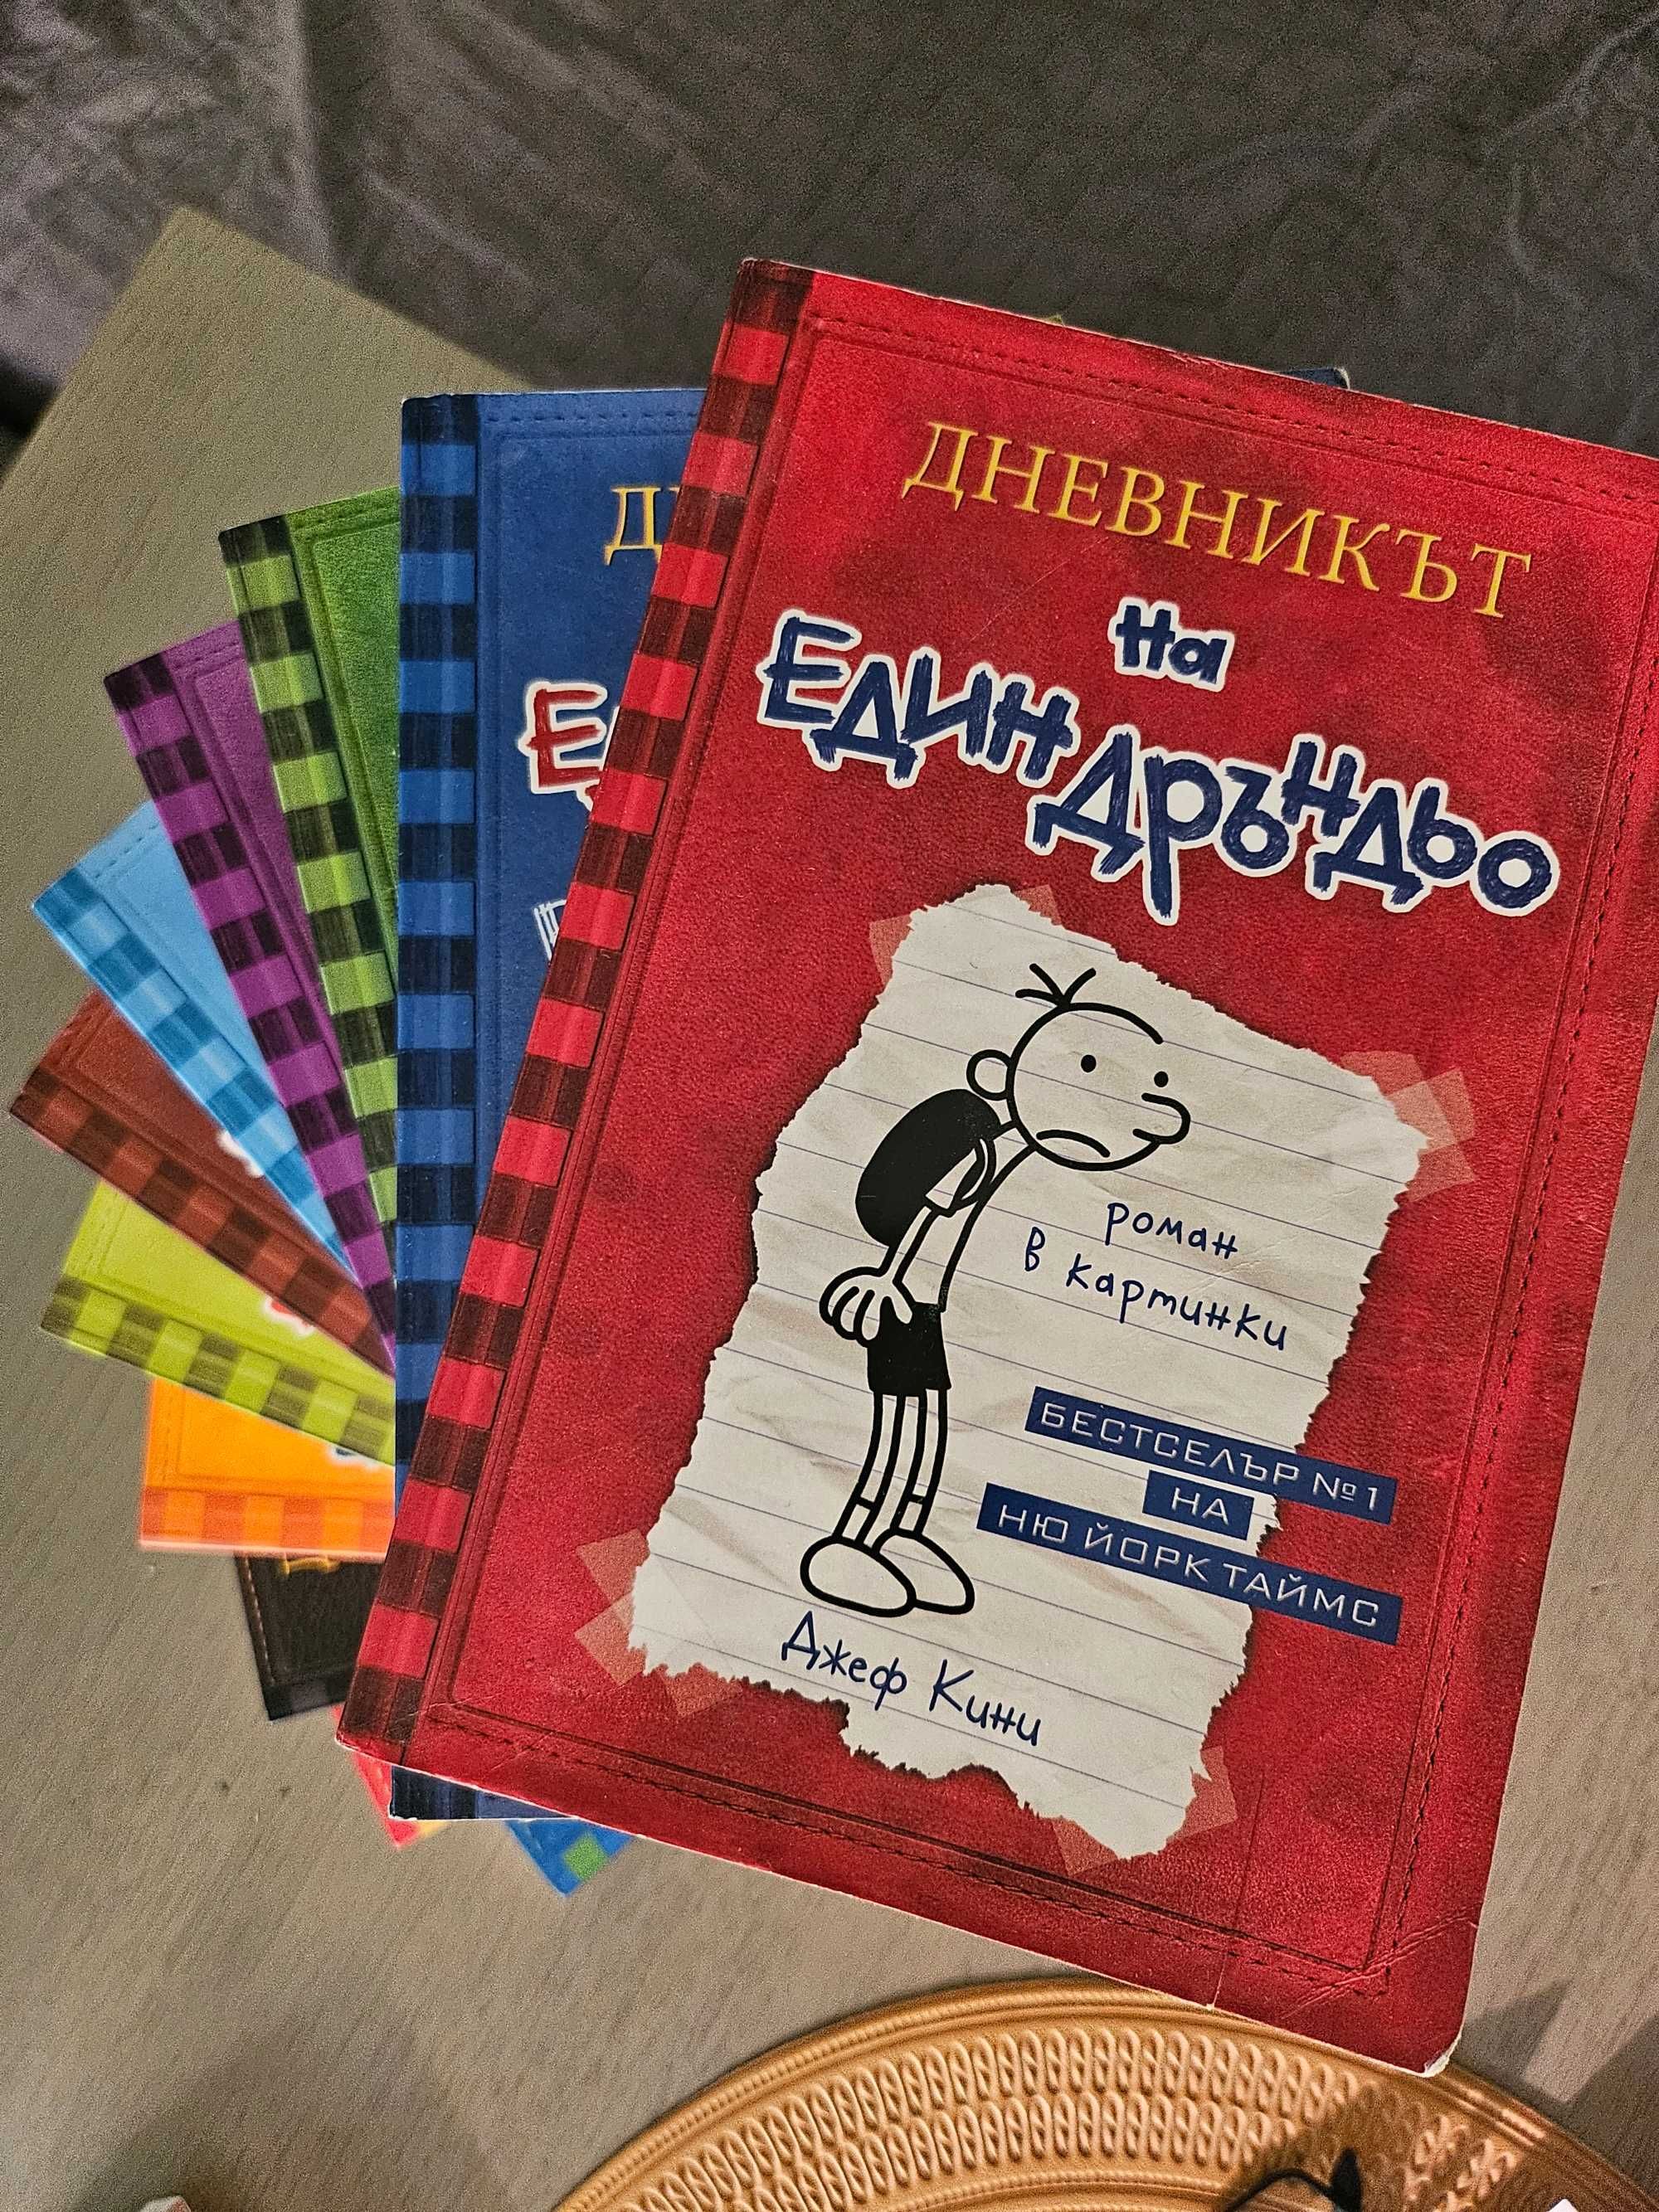 ДНЕВНИКЪТ
на
ЕДИН ДРЪНДЬО
роман
в картинки
БЕСТСЕЛЪР №1
НА
НЮ ЙОРК ТАЙМС
Джеф Кини
Д
Е